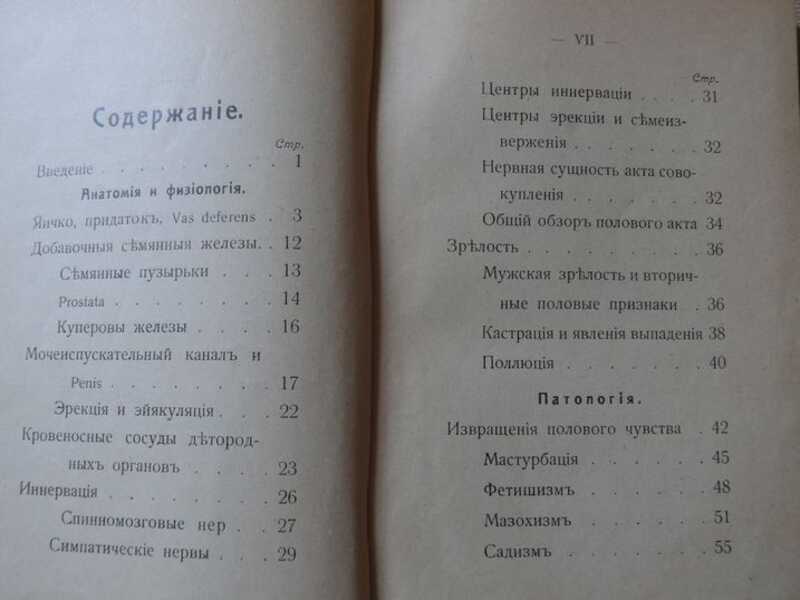 Содержаніе.
Стр.
Введеніе . . . . . . . . 1
Анатомія и физіологія.
Яичко, придатокъ, Vas deferens . 3
Добавочныя сѣмянныя железы. . 12
Сѣмянные пузырьки . . . 13
Prostata . . . . . . . 14
Куперовы железы . . . . 16
Мочеиспускательный каналъ и
Penis . . . . . . . 17
Эрекція и эйякуляція . . . 22
Кровеносные сосуды дѣтород-
ныхъ органовъ . . . . 23
Иннервація . . . . . . . 26
Спинномозговые нер . . 27
Симпатическіе нервы . . . 29
— VII —
Стр.
Центры иннерваціи . . . . 31
Центры эрекціи и сѣмеиз-
верженія . . . . . . 32
Нервная сущность акта сово-
купленія . . . . . . 32
Общій обзоръ полового акта 34
Зрѣлость . . . . . . . . 36
Мужская зрѣлость и вторич-
ные половые признаки . 36
Кастрація и явленія выпаденія 38
Поллюція . . . . . . 40
Патологія.
Извращенія полового чувства . 42
Мастурбація . . . . . 45
Фетишизмъ . . . . . 48
Мазохизмъ . . . . . 51
Садизмъ . . . . . . 55